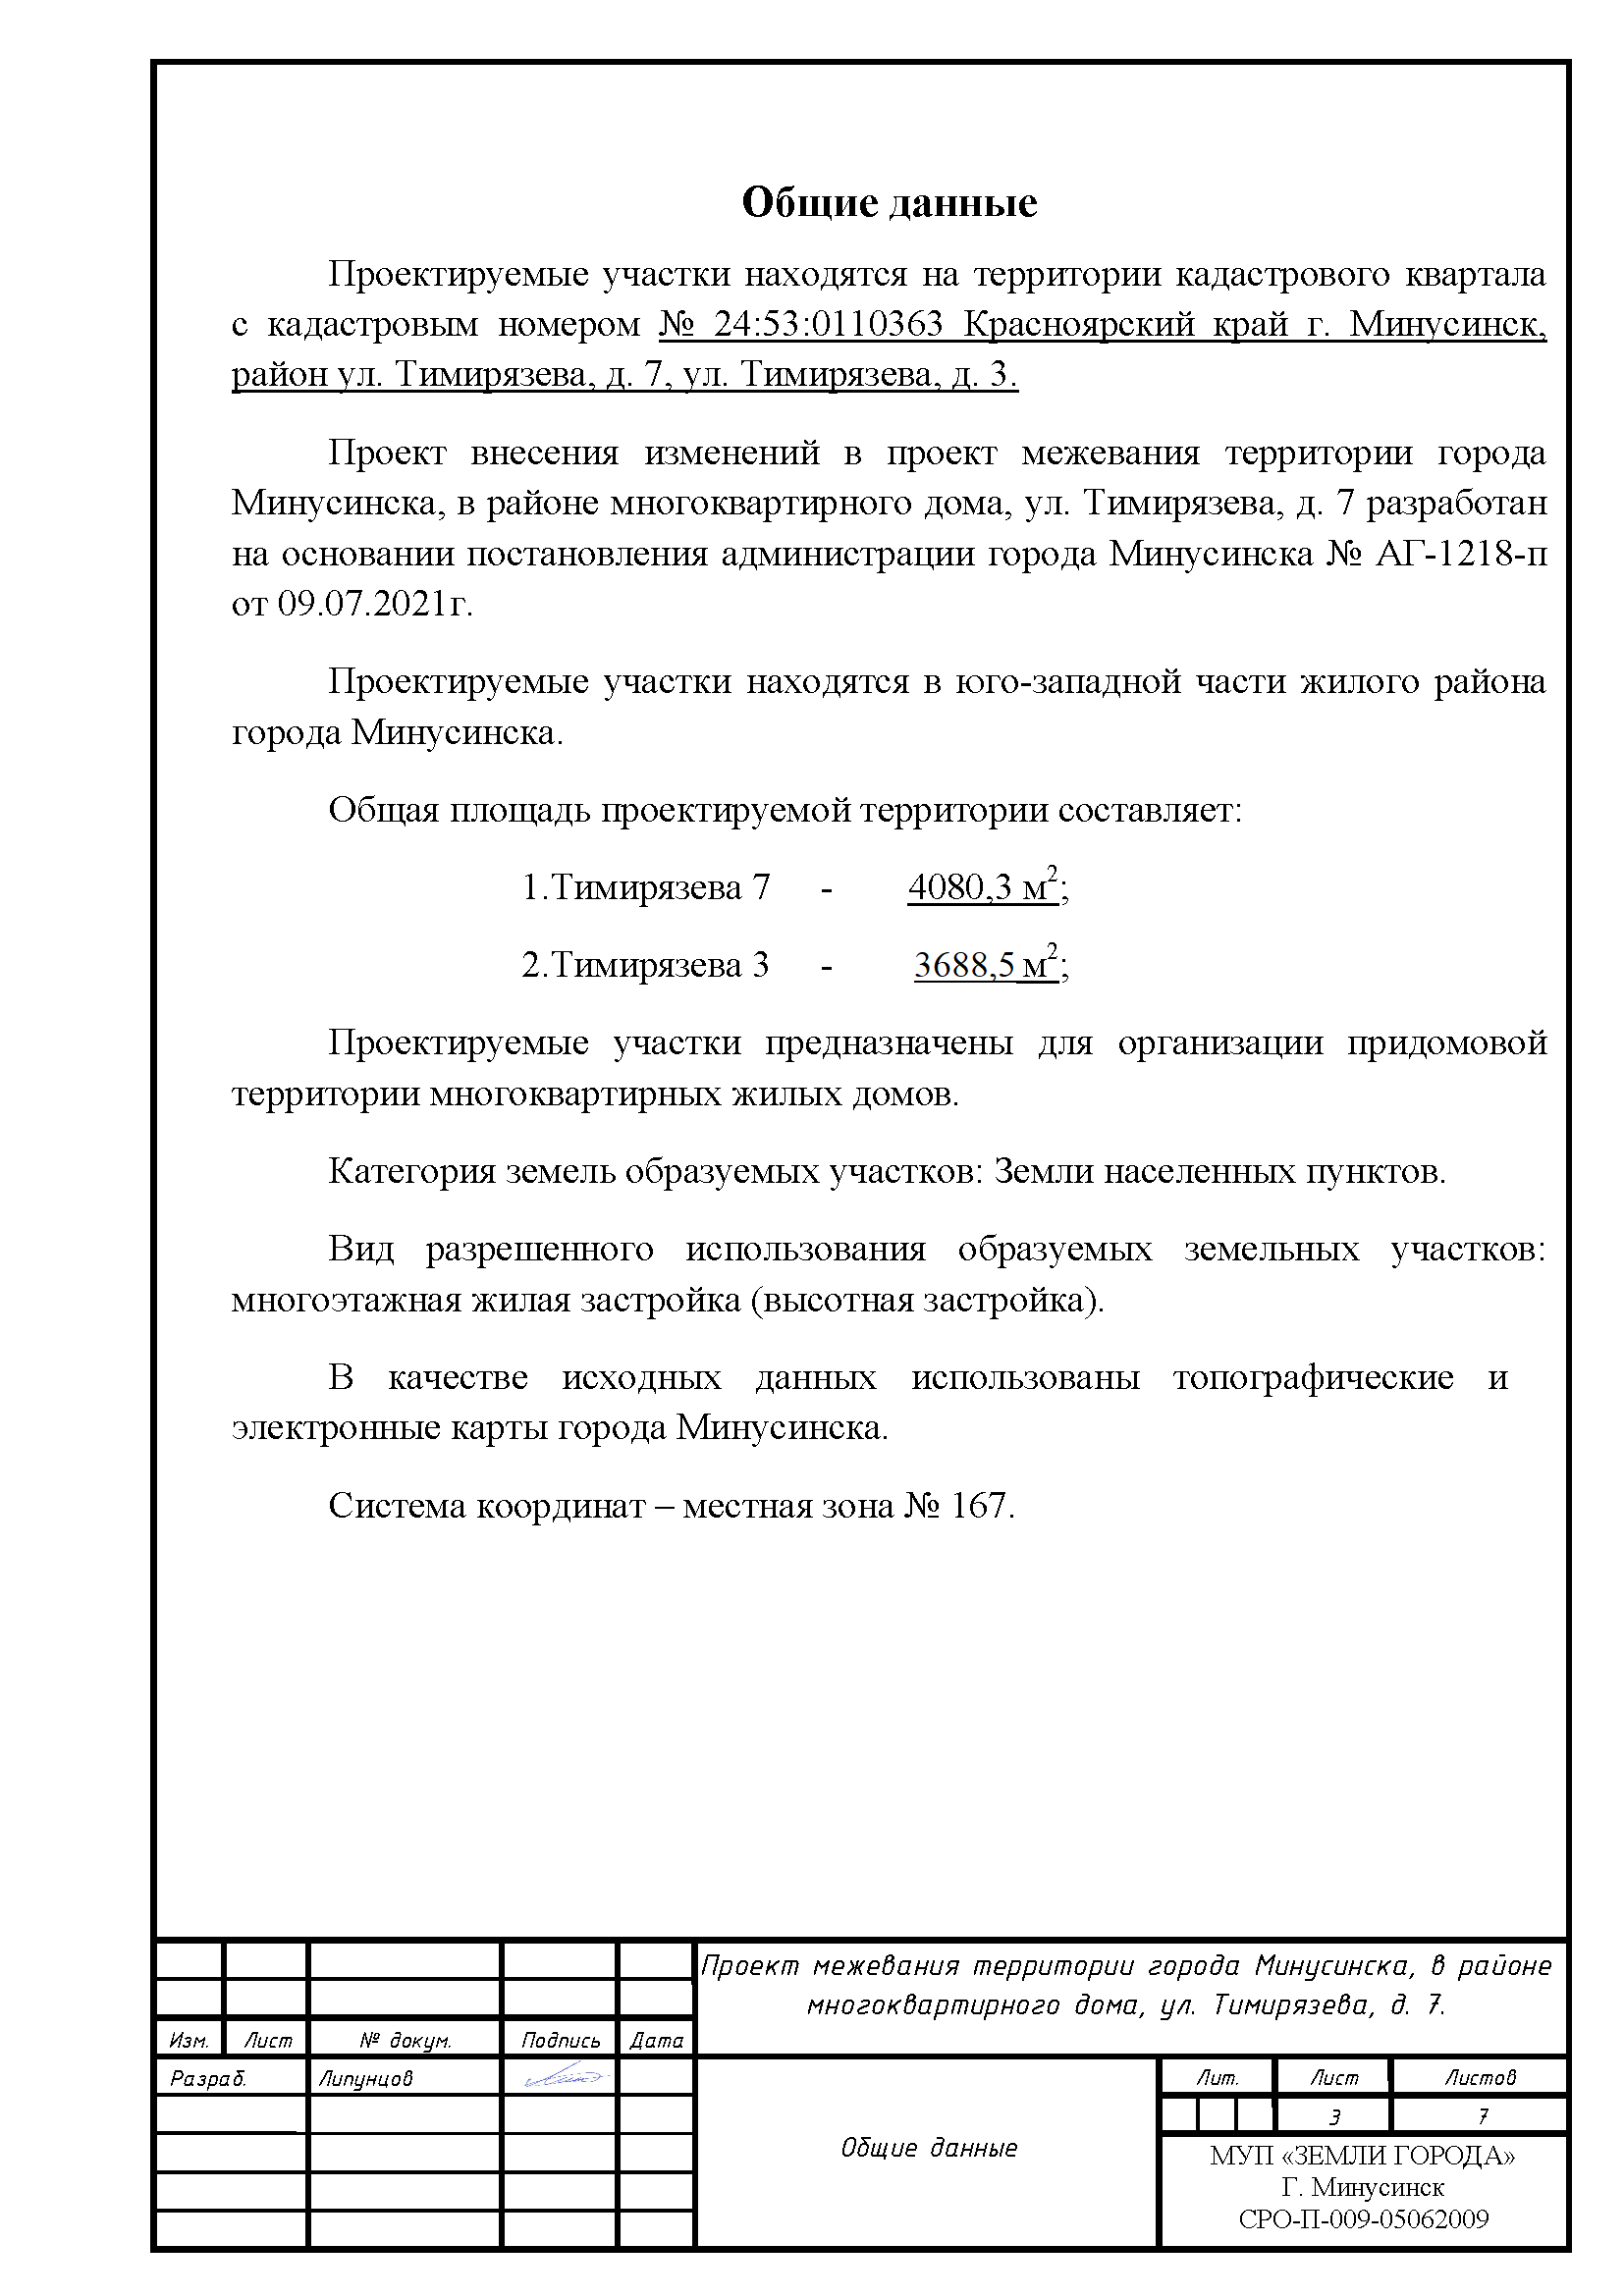 Общие данные
Проектируемые участки находятся на территории кадастрового квартала
с кадастровым номером № 24:53:0110363 Красноярский край г. Минусинск,
район ул. Тимирязева, д. 7, ул. Тимирязева, д. 3.
Проект внесения изменений в проект межевания территории города
Минусинска, в районе многоквартирного дома, ул. Тимирязева, д. 7 разработан
на основании постановления администрации города Минусинска № АГ-1218-п
от 09.07.2021г.
Проектируемые участки находятся в юго-западной части жилого района
города Минусинска.
Общая площадь проектируемой территории составляет:
1.Тимирязева 7 - 4080,3 м²;
2.Тимирязева 3 - 3688,5 м²;
Проектируемые участки предназначены для организации придомовой
территории многоквартирных жилых домов.
Категория земель образуемых участков: Земли населенных пунктов.
Вид разрешенного использования образуемых земельных участков:
многоэтажная жилая застройка (высотная застройка).
В качестве исходных данных использованы топографические и
электронные карты города Минусинска.
Система координат – местная зона № 167.
Проект межевания территории города Минусинска, в районе
многоквартирного дома, ул. Тимирязева, д. 7.
Изм. Лист № докум. Подпись Дата
Разраб. Липунцов
Общие данные
Лит. Лист Листов
3 7
МУП «ЗЕМЛИ ГОРОДА»
Г. Минусинск
СРО-П-009-05062009